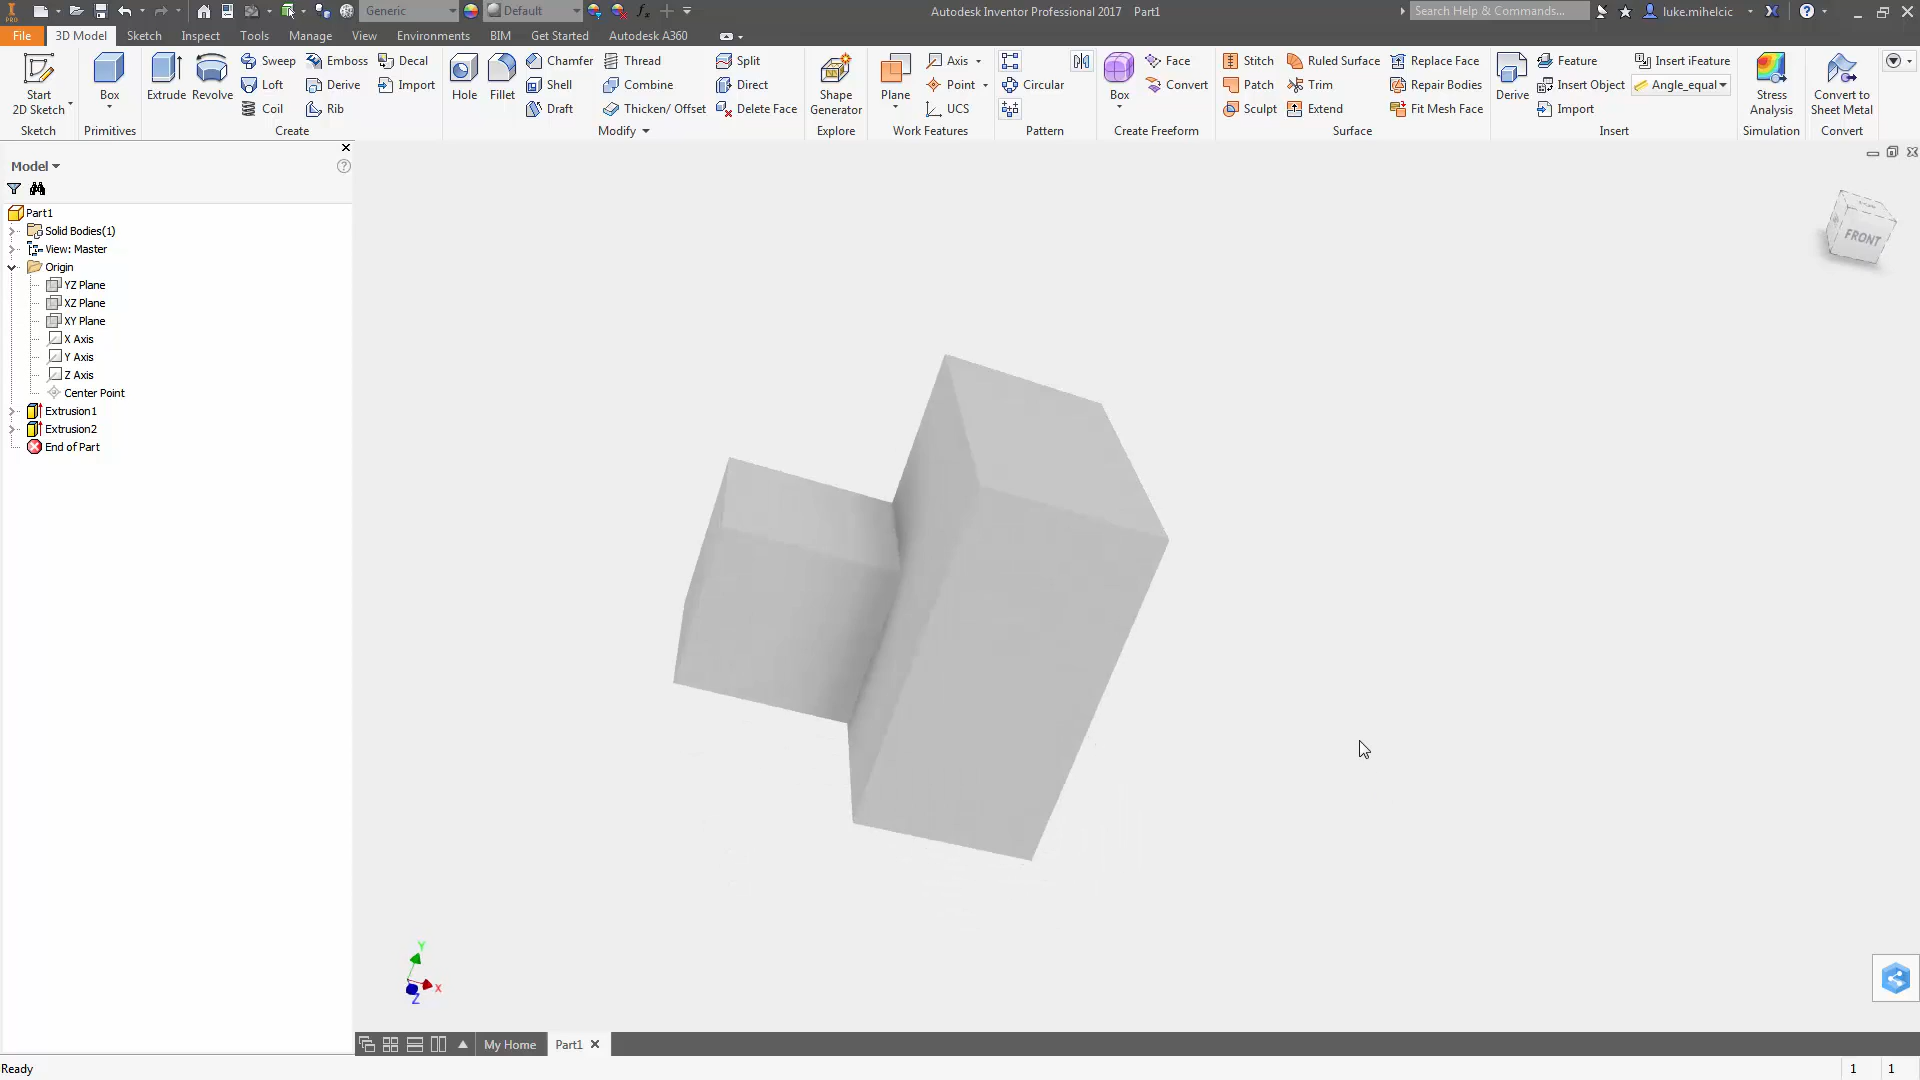 PRO
Generic
Default
Autodesk Inventor Professional 2017 Part1
Search Help & Commands...
luke.mihelcic
File
3D Model
Sketch
Inspect
Tools
Manage
View
Environments
BIM
Get Started
Autodesk A360
Start
2D Sketch
Sketch
Box
Primitives
Extrude
Revolve
Sweep
Loft
Coil
Emboss
Derive
Rib
Decal
Import
Create
Hole
Fillet
Chamfer
Shell
Draft
Thread
Combine
Thicken/ Offset
Split
Direct
Delete Face
Modify
Shape
Generator
Explore
Plane
Axis
Point
UCS
Work Features
Circular
Pattern
Box
Face
Convert
Create Freeform
Stitch
Patch
Sculpt
Ruled Surface
Trim
Extend
Replace Face
Repair Bodies
Fit Mesh Face
Surface
Derive
Feature
Insert Object
Import
Insert iFeature
Angle_equal
Insert
Stress
Analysis
Simulation
Convert to
Sheet Metal
Convert
Model
Part1
Solid Bodies(1)
View: Master
Origin
YZ Plane
XZ Plane
XY Plane
X Axis
Y Axis
Z Axis
Center Point
Extrusion1
Extrusion2
End of Part
FRONT
Y
X
Z
My Home
Part1
Ready
1
1